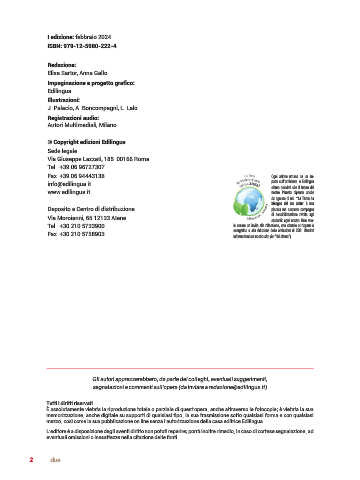 I edizione: febbraio 2024
ISBN: 979-12-5980-222-4
Redazione:
Elisa Sartor, Anna Gallo
Impaginazione e progetto grafico:
Edilingua
Illustrazioni:
J. Palacio, A. Boncompagni, L. Lalo
Registrazioni audio:
Autori Multimediali, Milano
© Copyright edizioni Edilingua
Sede legale
Via Giuseppe Lazzati, 185 00166 Roma
Tel +39 06 96727307
Fax +39 06 94443138
info@edilingua.it
www.edilingua.it
Deposito e Centro di distribuzione
Via Moroianni, 65 12133 Atene
Tel +30 210 5733900
Fax +30 210 5758903
Gli autori apprezzerebbero, da parte dei colleghi, eventuali suggerimenti,
segnalazioni e commenti sull'opera (da inviare a redazione@edilingua.it)
Tutti i diritti riservati
È assolutamente vietata la riproduzione totale o parziale di quest'opera, anche attraverso le fotocopie; è vietata la sua
memorizzazione, anche digitale su supporti di qualsiasi tipo, la sua trasmissione sotto qualsiasi forma e con qualsiasi
mezzo, così come la sua pubblicazione on line senza l'autorizzazione della casa editrice Edilingua
L'editore è a disposizione degli aventi diritto non potuti reperire; porrà inoltre rimedio, in caso di cortese segnalazione, ad
eventuali omissioni o inesattezze nella citazione delle fonti
2 due